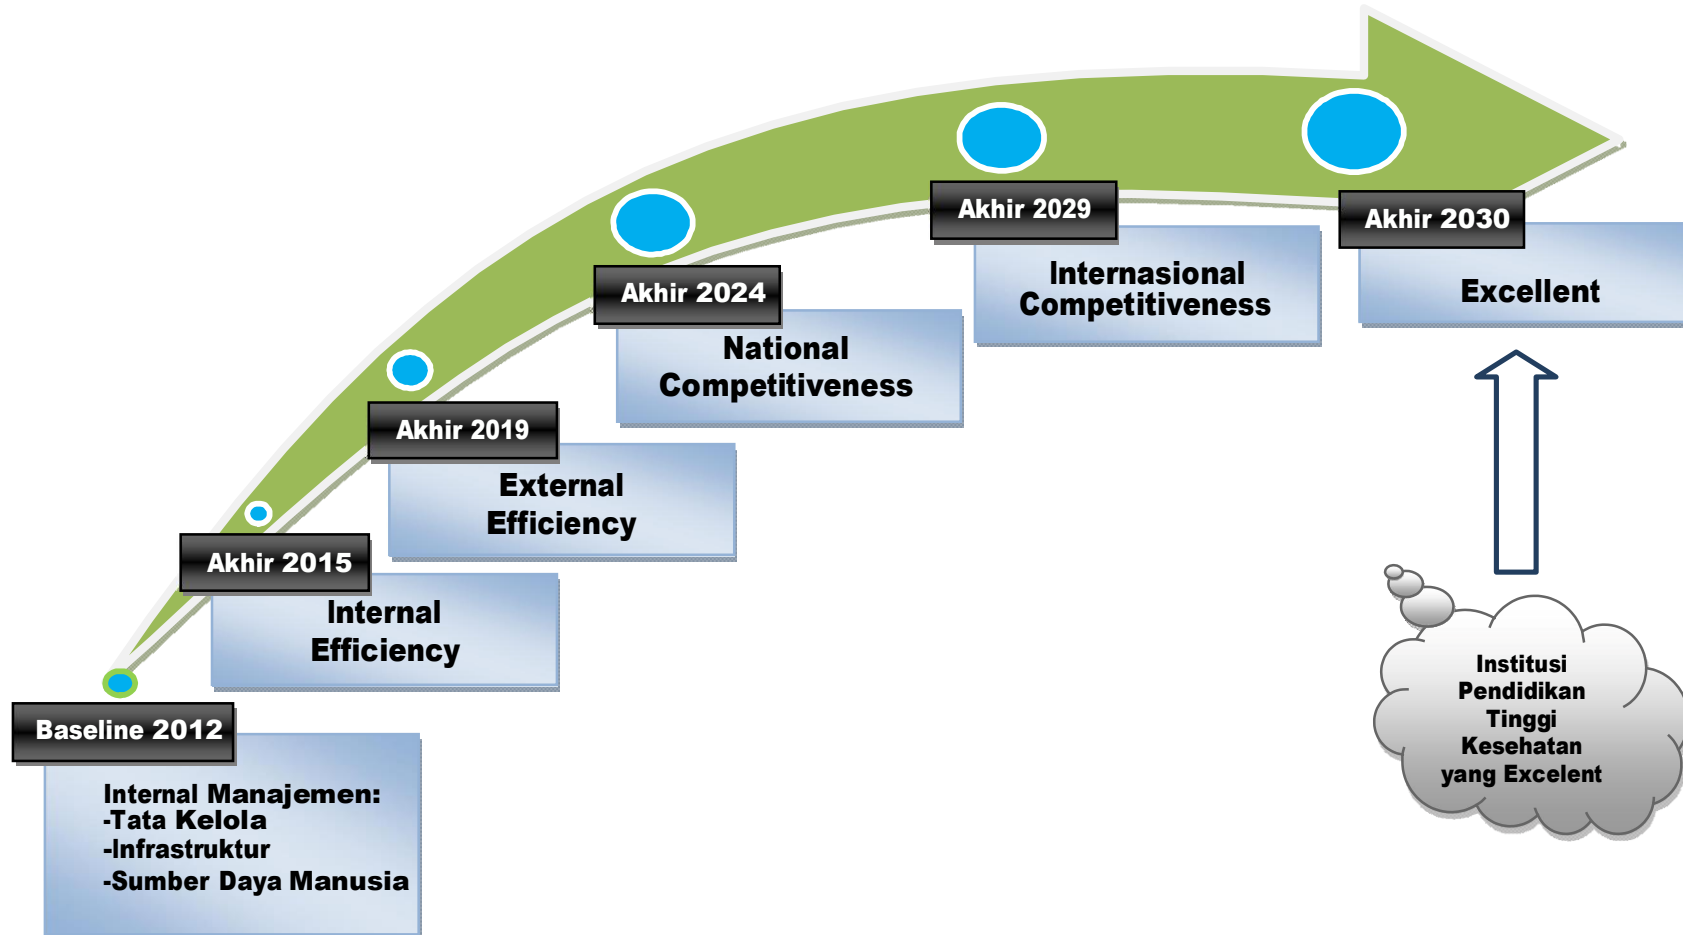 Baseline 2012
Internal Manajemen:
-Tata Kelola
-Infrastruktur
-Sumber Daya Manusia
Akhir 2015
Internal
Efficiency
Akhir 2019
External
Efficiency
Akhir 2024
National
Competitiveness
Akhir 2029
Internasional
Competitiveness
Akhir 2030
Excellent
Institusi
Pendidikan
Tinggi
Kesehatan
yang Excelent